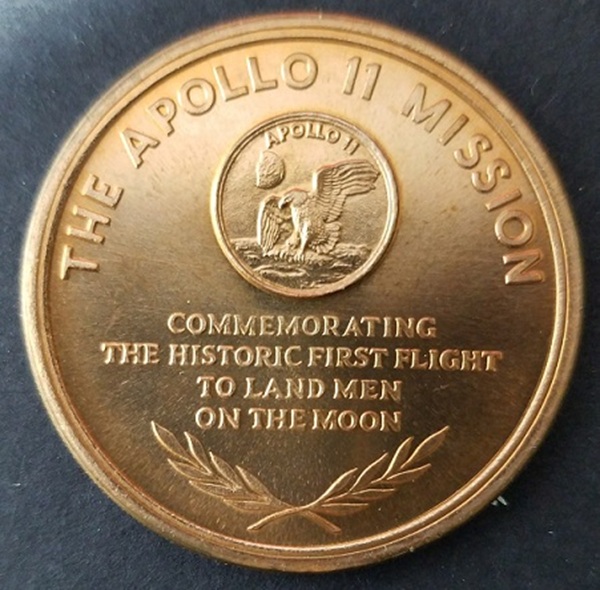 THE APOLLO 11 MISSION
APOLLO 11
COMMEMORATING
THE HISTORIC FIRST FLIGHT
TO LAND MEN
ON THE MOON